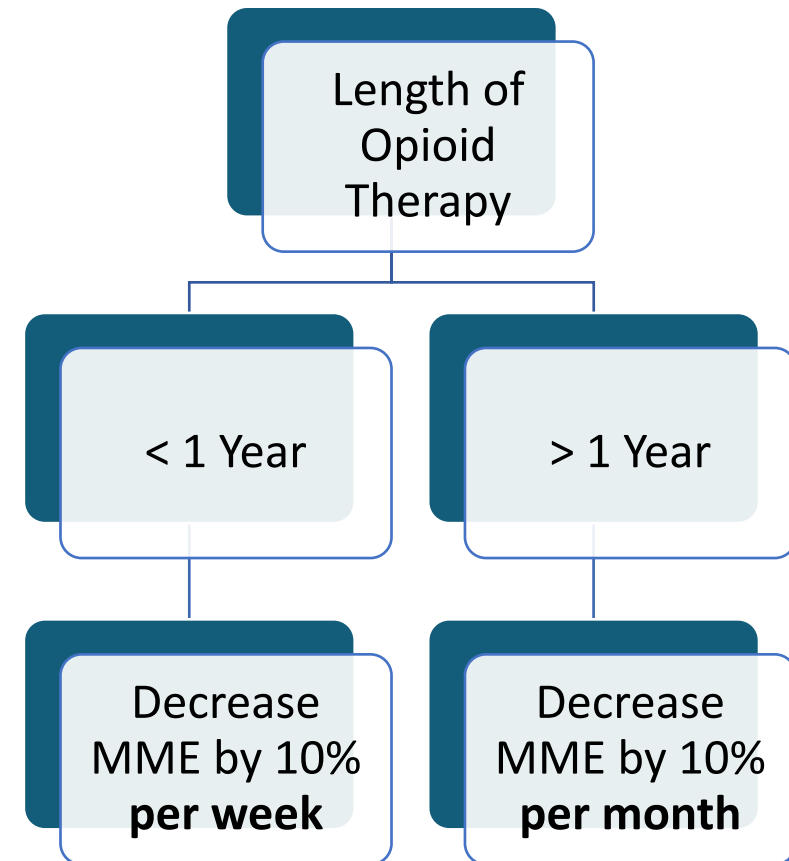 Length of
Opioid
Therapy
< 1 Year
> 1 Year
Decrease
MME by 10%
per week
Decrease
MME by 10%
per month